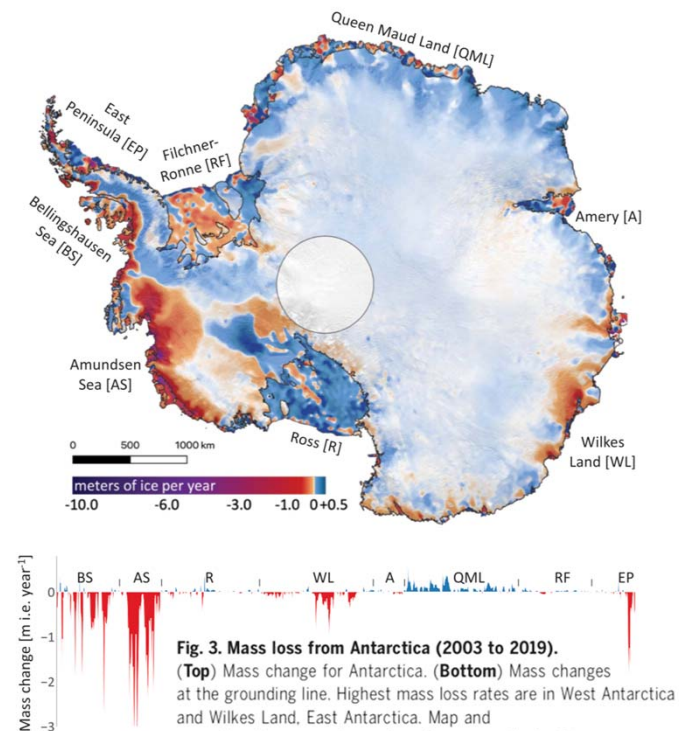 Queen Maud Land [QML]
East
Peninsula [EP]
Filchner-
Ronne [RF]
Bellingshausen
Sea [BS]
Amery [A]
Amundsen
Sea [AS]
Ross [R]
Wilkes
Land [WL]
0 500 1000 km
meters of ice per year
-10.0 -6.0 -3.0 -1.0 0 +0.5
Mass change [m i.e. year-1]
BS AS R WL A QML RF EP
0
−1
−2
−3
Fig. 3. Mass loss from Antarctica (2003 to 2019).
(Top) Mass change for Antarctica. (Bottom) Mass changes
at the grounding line. Highest mass loss rates are in West Antarctica
and Wilkes Land, East Antarctica. Map and